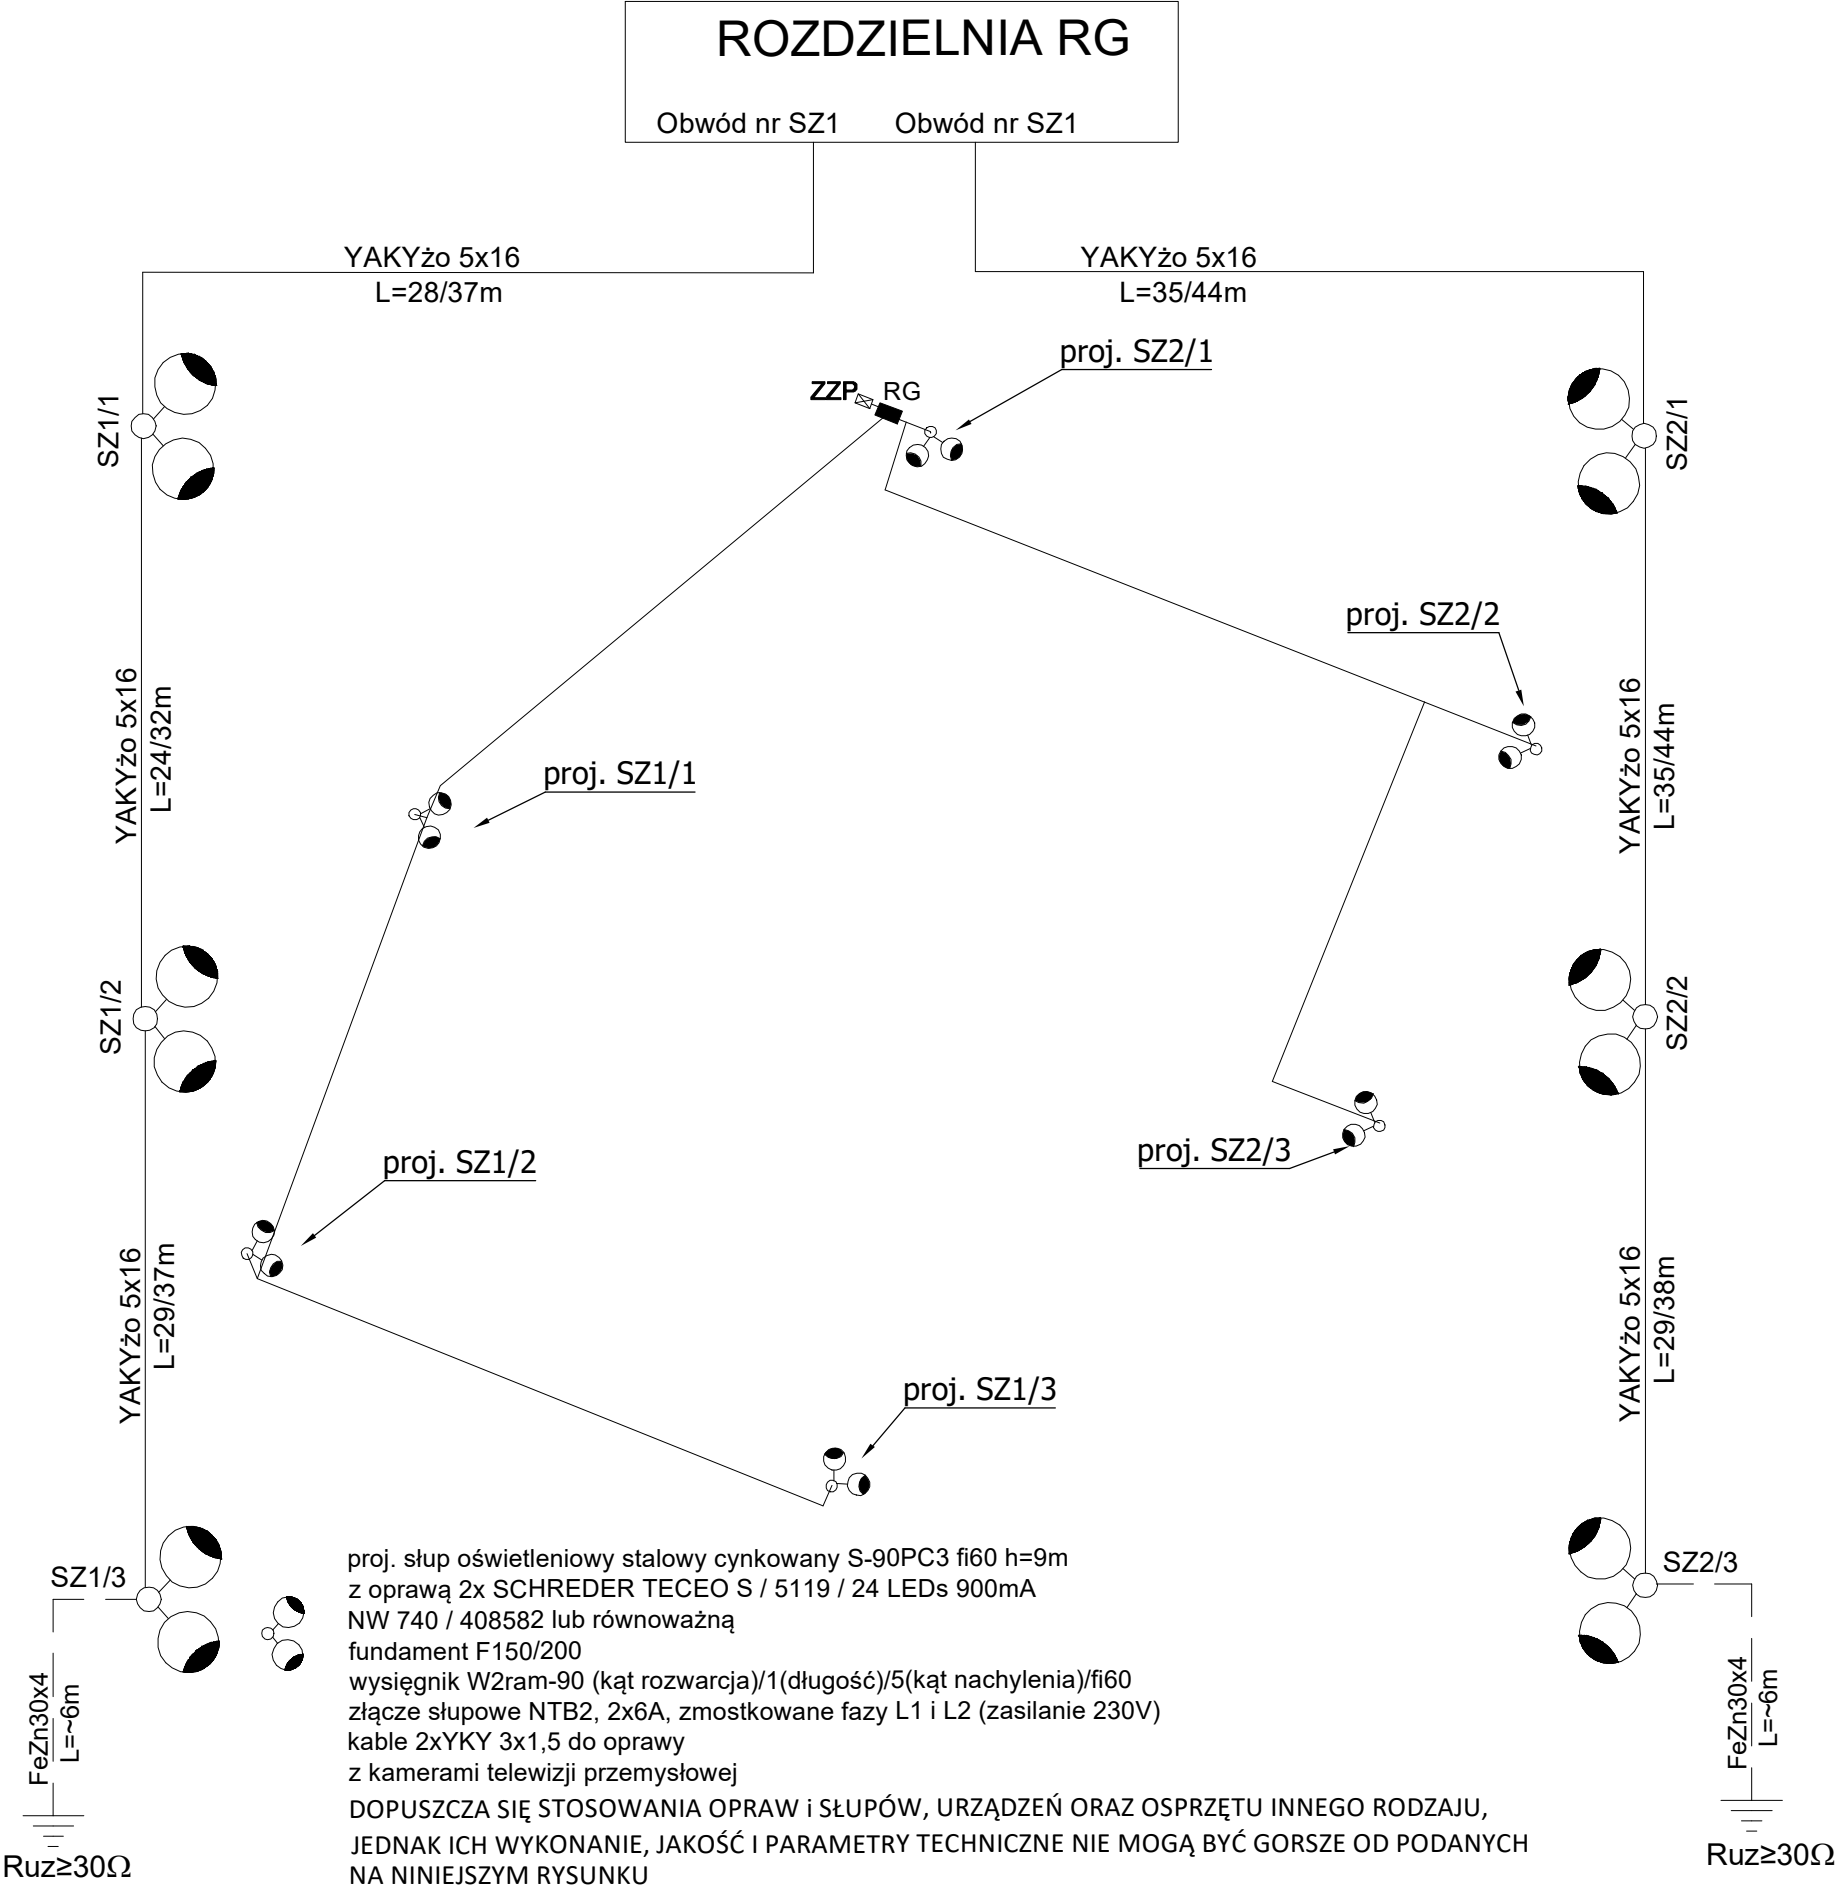 ROZDZIELNIA RG
Obwód nr SZ1
Obwód nr SZ1
YAKYżo 5x16
L=28/37m
YAKYżo 5x16
L=35/44m
SZ1/1
ZZP
RG
proj. SZ2/1
SZ2/1
proj. SZ2/2
YAKYżo 5x16
L=24/32m
proj. SZ1/1
YAKYżo 5x16
L=35/44m
SZ1/2
SZ2/2
proj. SZ1/2
proj. SZ2/3
YAKYżo 5x16
L=29/37m
YAKYżo 5x16
L=29/38m
proj. SZ1/3
SZ1/3
SZ2/3
FeZn30x4
L=~6m
Ruz≥30Ω
proj. słup oświetleniowy stalowy cynkowany S-90PC3 fi60 h=9m
z oprawą 2x SCHREDER TECEO S / 5119 / 24 LEDs 900mA
NW 740 / 408582 lub równoważną
fundament F150/200
wysięgnik W2ram-90 (kąt rozwarcja)/1(długość)/5(kąt nachylenia)/fi60
złącze słupowe NTB2, 2x6A, zmostkowane fazy L1 i L2 (zasilanie 230V)
kable 2xYKY 3x1,5 do oprawy
z kamerami telewizji przemysłowej
DOPUSZCZA SIĘ STOSOWANIA OPRAW i SŁUPÓW, URZĄDZEŃ ORAZ OSPRZĘTU INNEGO RODZAJU,
JEDNAK ICH WYKONANIE, JAKOŚĆ I PARAMETRY TECHNICZNE NIE MOGĄ BYĆ GORSZE OD PODANYCH
NA NINIEJSZYM RYSUNKU
FeZn30x4
L=~6m
Ruz≥30Ω